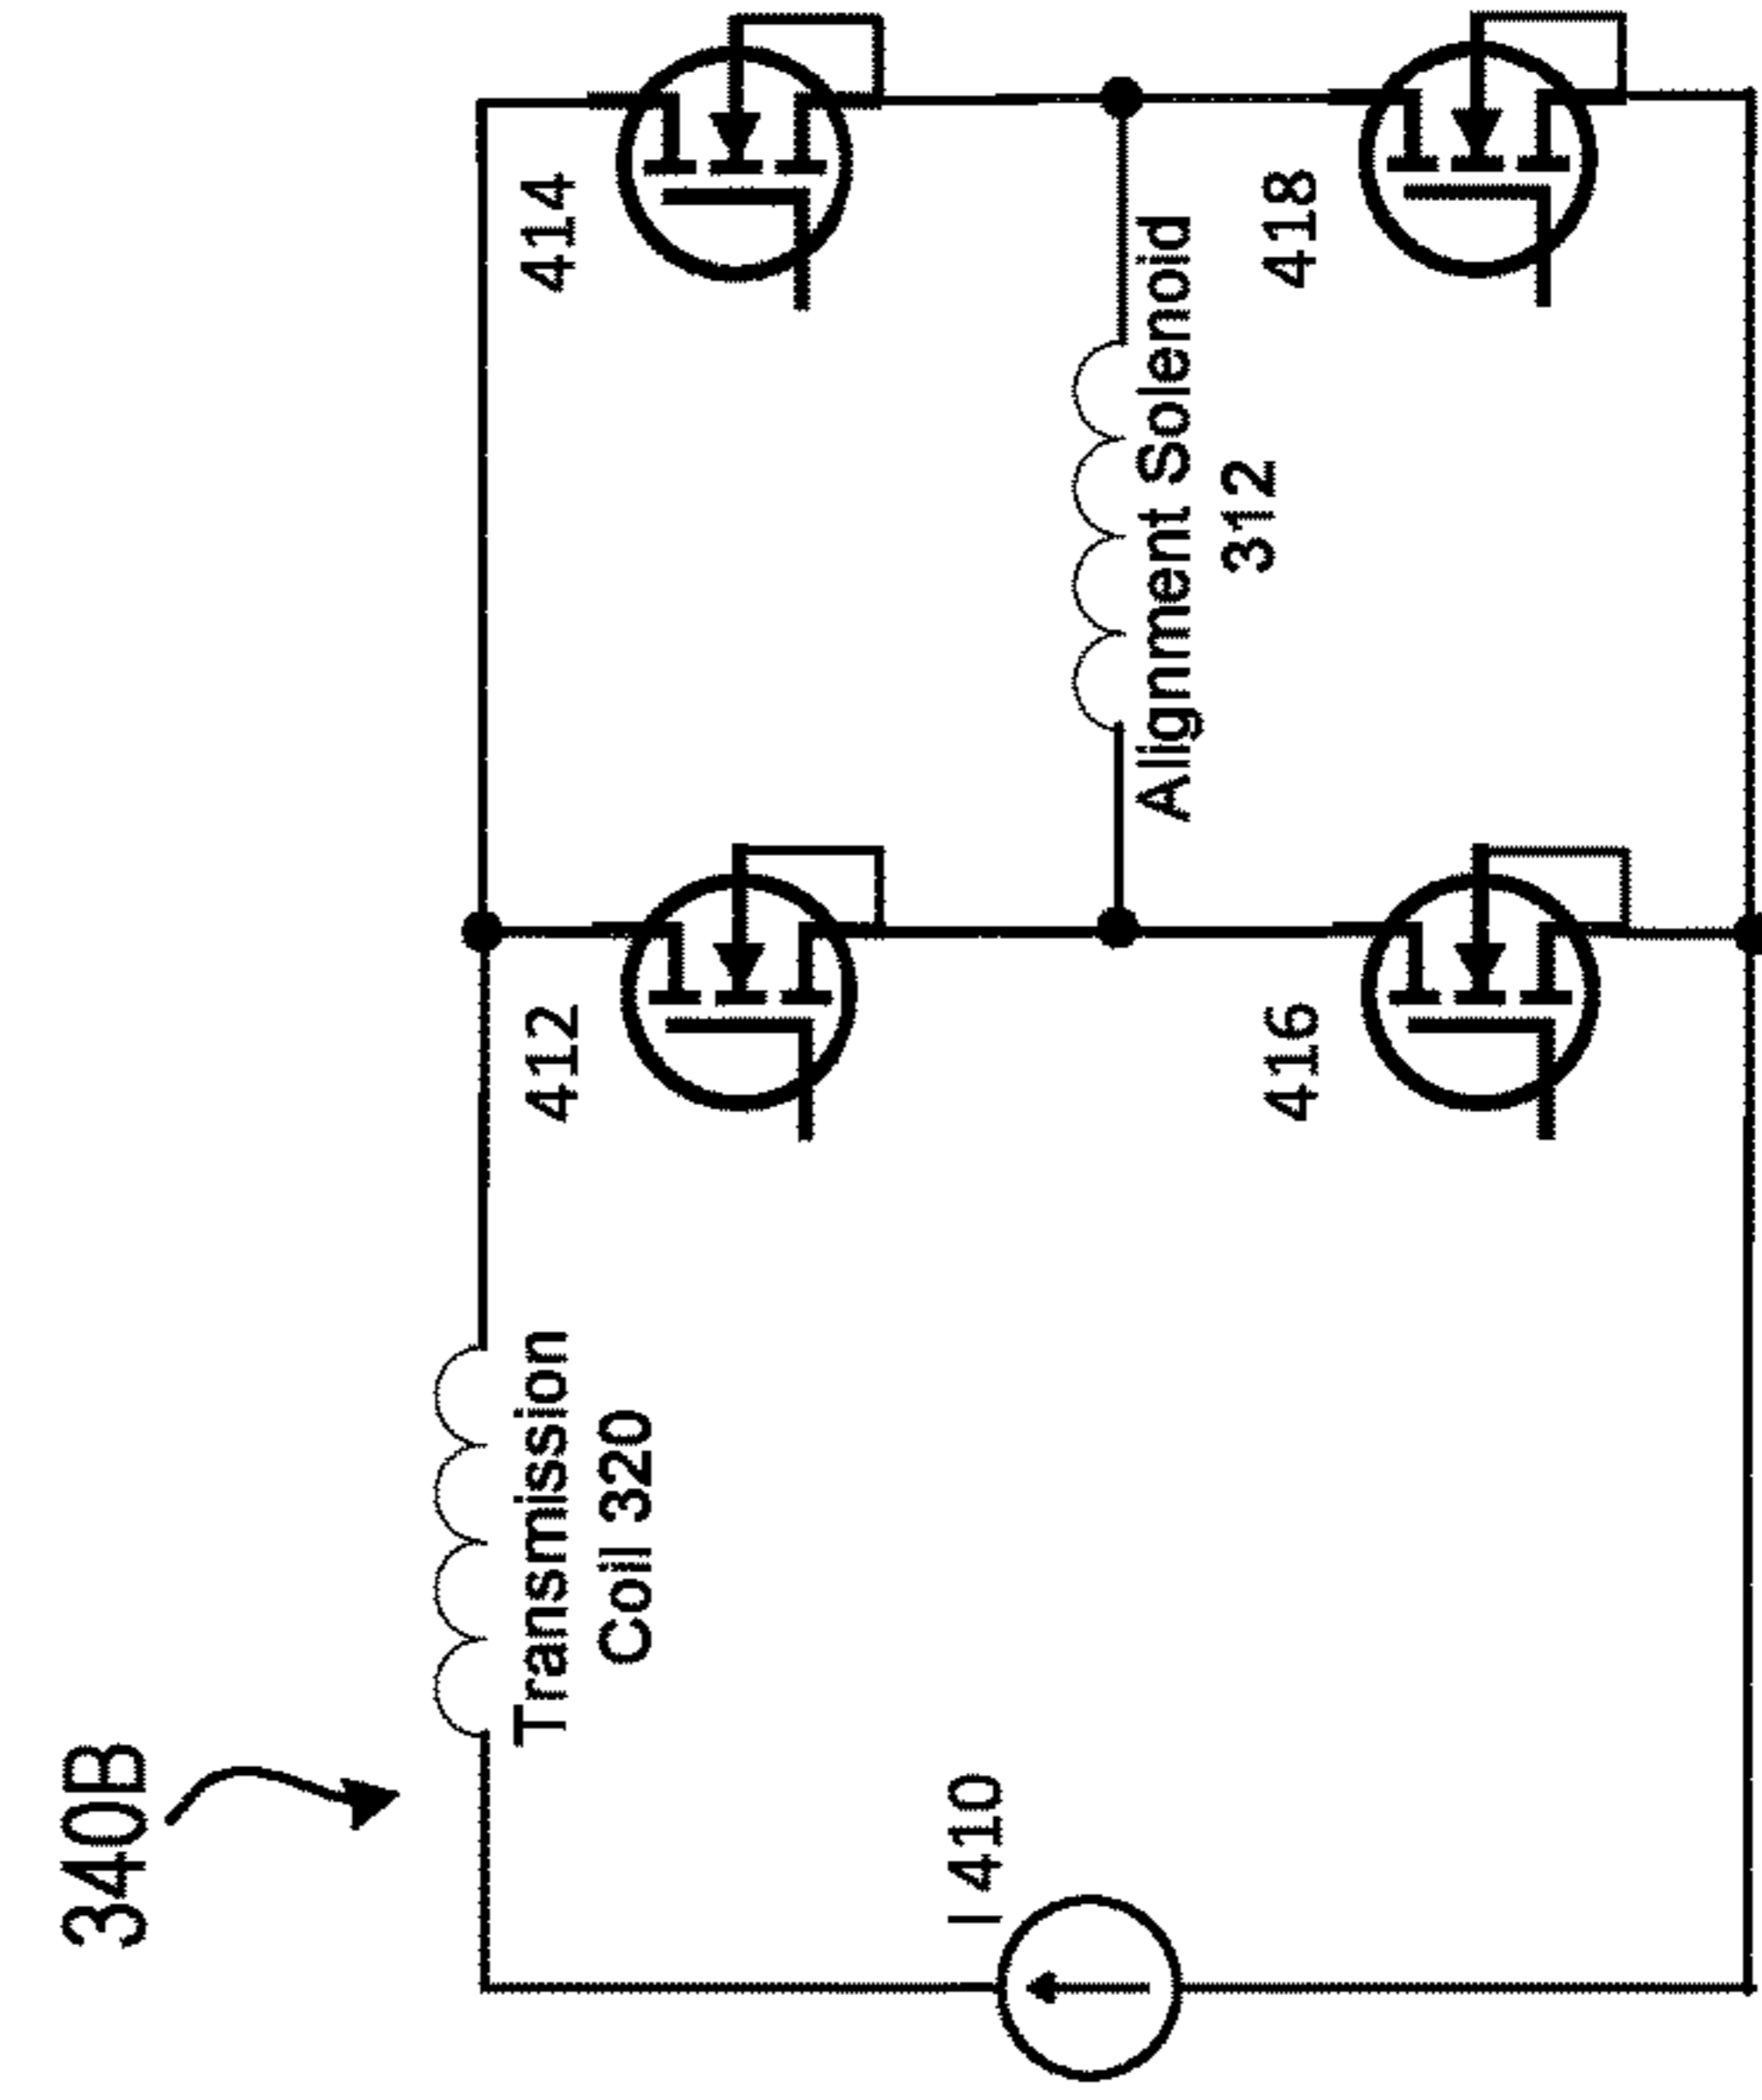 340B
Transmission
Coil 320
I 410
412
414
Alignment Solenoid
312
416
418